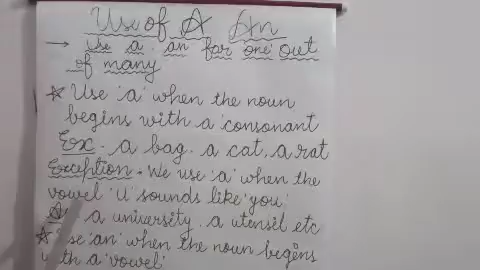 Use of A An
→ Use a an for one out
of many
* Use 'a' when the noun
begins with a 'consonant
Ex. a bag. a cat, a rat
Exception - We use 'a' when the
vowel 'u' sounds like 'you'
a university. a utensil etc
* Use 'an' when the noun begins
with a 'vowel'